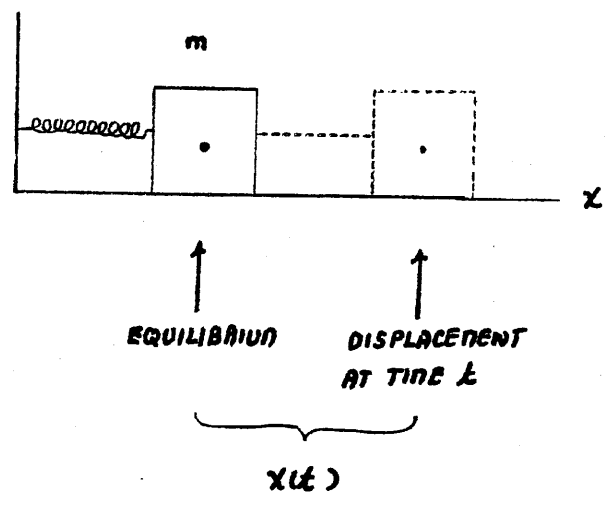 m
x
EQUILIBRIUM
DISPLACEMENT
AT TIME t
x(t)